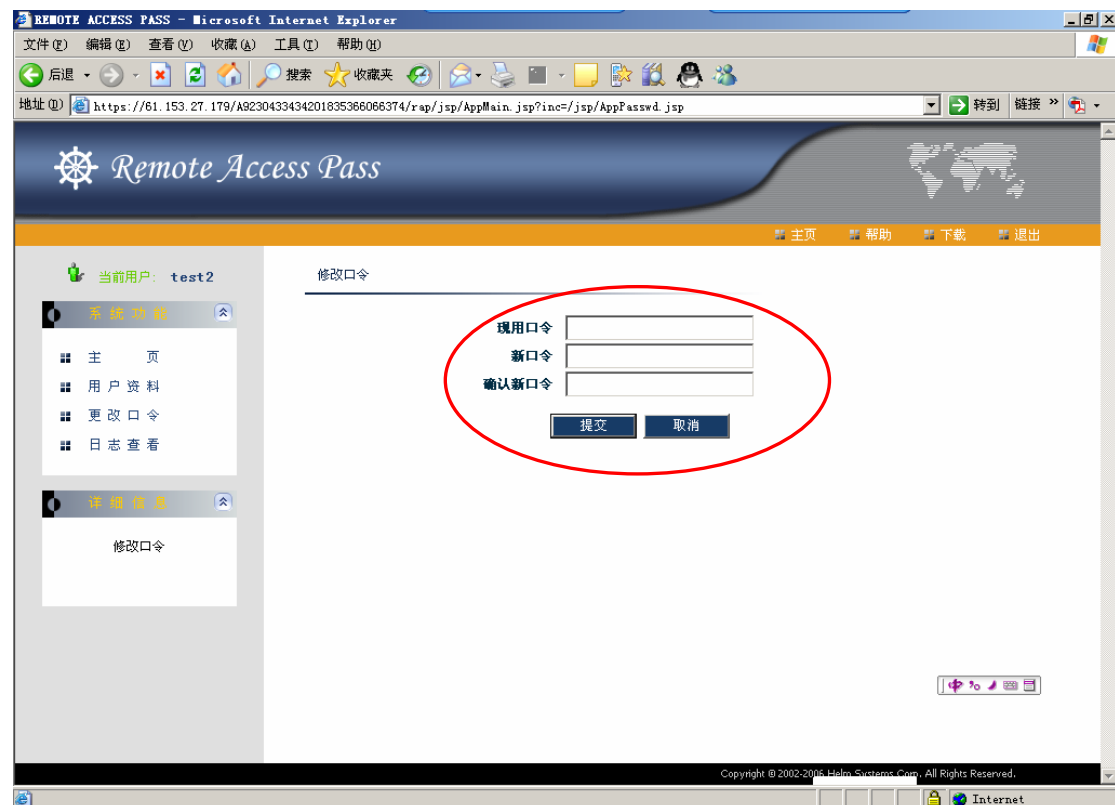 REMOTE ACCESS PASS - Microsoft Internet Explorer
文件(F) 编辑(E) 查看(V) 收藏(A) 工具(T) 帮助(H)
后退 搜索 收藏夹
地址(D) https://61.153.27.179/A9230433434201835366066374/rap/jsp/AppMain.jsp?inc=/jsp/AppPasswd.jsp 转到 链接 »
Remote Access Pass
主页 帮助 下载 退出
当前用户: test2
修改口令
系统功能
现用口令
新口令
确认新口令
提交 取消
主 页
用户资料
更改口令
日志查看
详细信息
修改口令
中
Copyright © 2002-2006 Helm Systems Corp. All Rights Reserved.
Internet